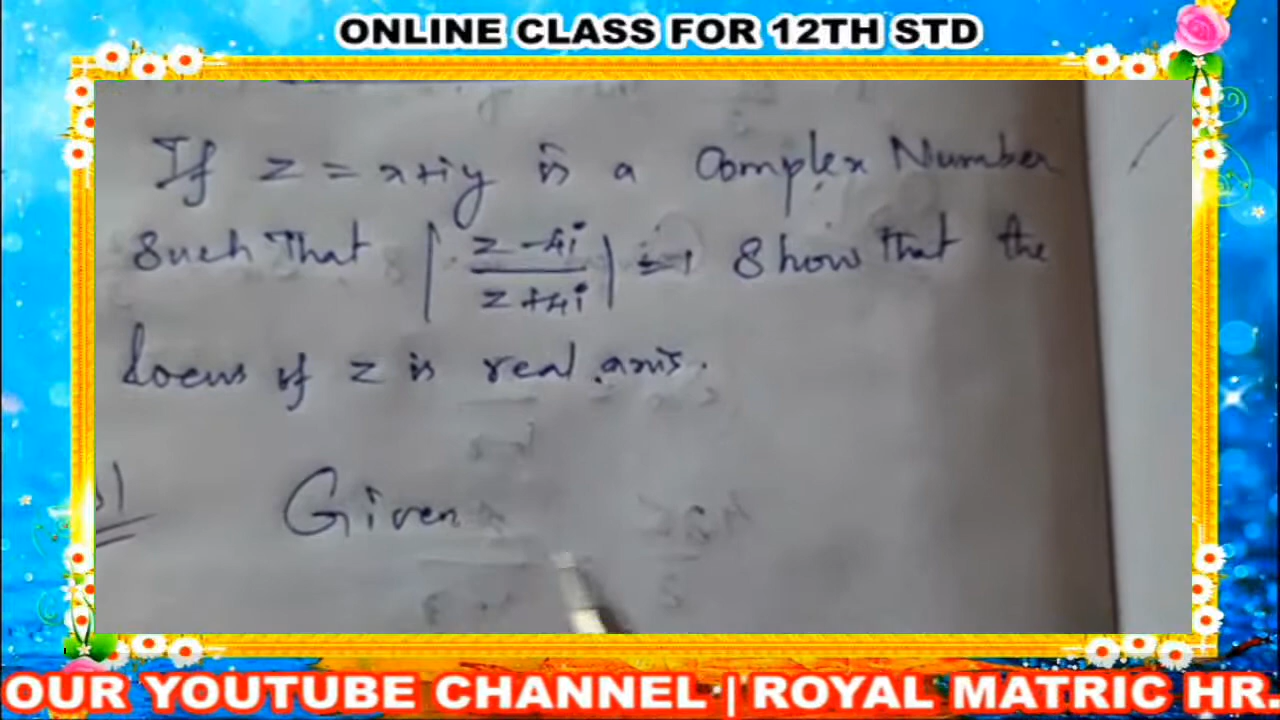 ONLINE CLASS FOR 12TH STD
If z = x+iy is a Complex Number
Such That | z-4i / z+4i | = 1 Show that the
locus of z is real axis.
Given
OUR YOUTUBE CHANNEL | ROYAL MATRIC HR.